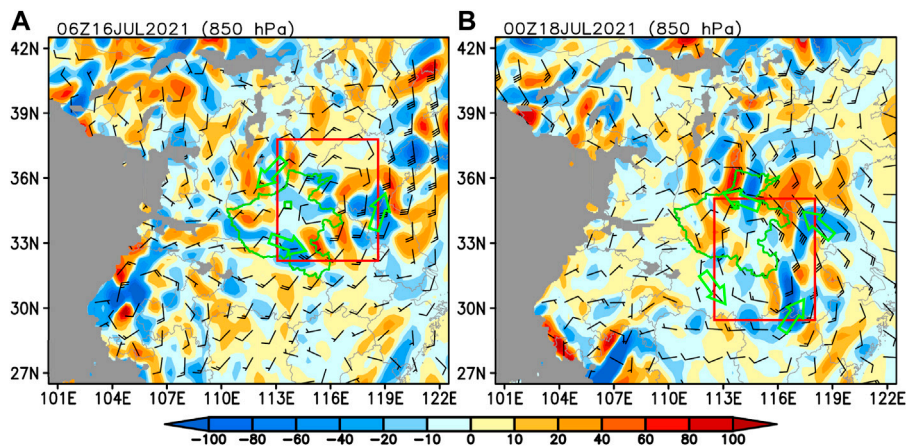 A 06Z16JUL2021 (850 hPa) B 00Z18JUL2021 (850 hPa)
42N 42N
39N 39N
36N 36N
33N 33N
30N 30N
27N 27N
101E 104E 107E 110E 113E 116E 119E 122E 101E 104E 107E 110E 113E 116E 119E 122E
-100 -80 -60 -40 -20 -10 0 10 20 40 60 80 100